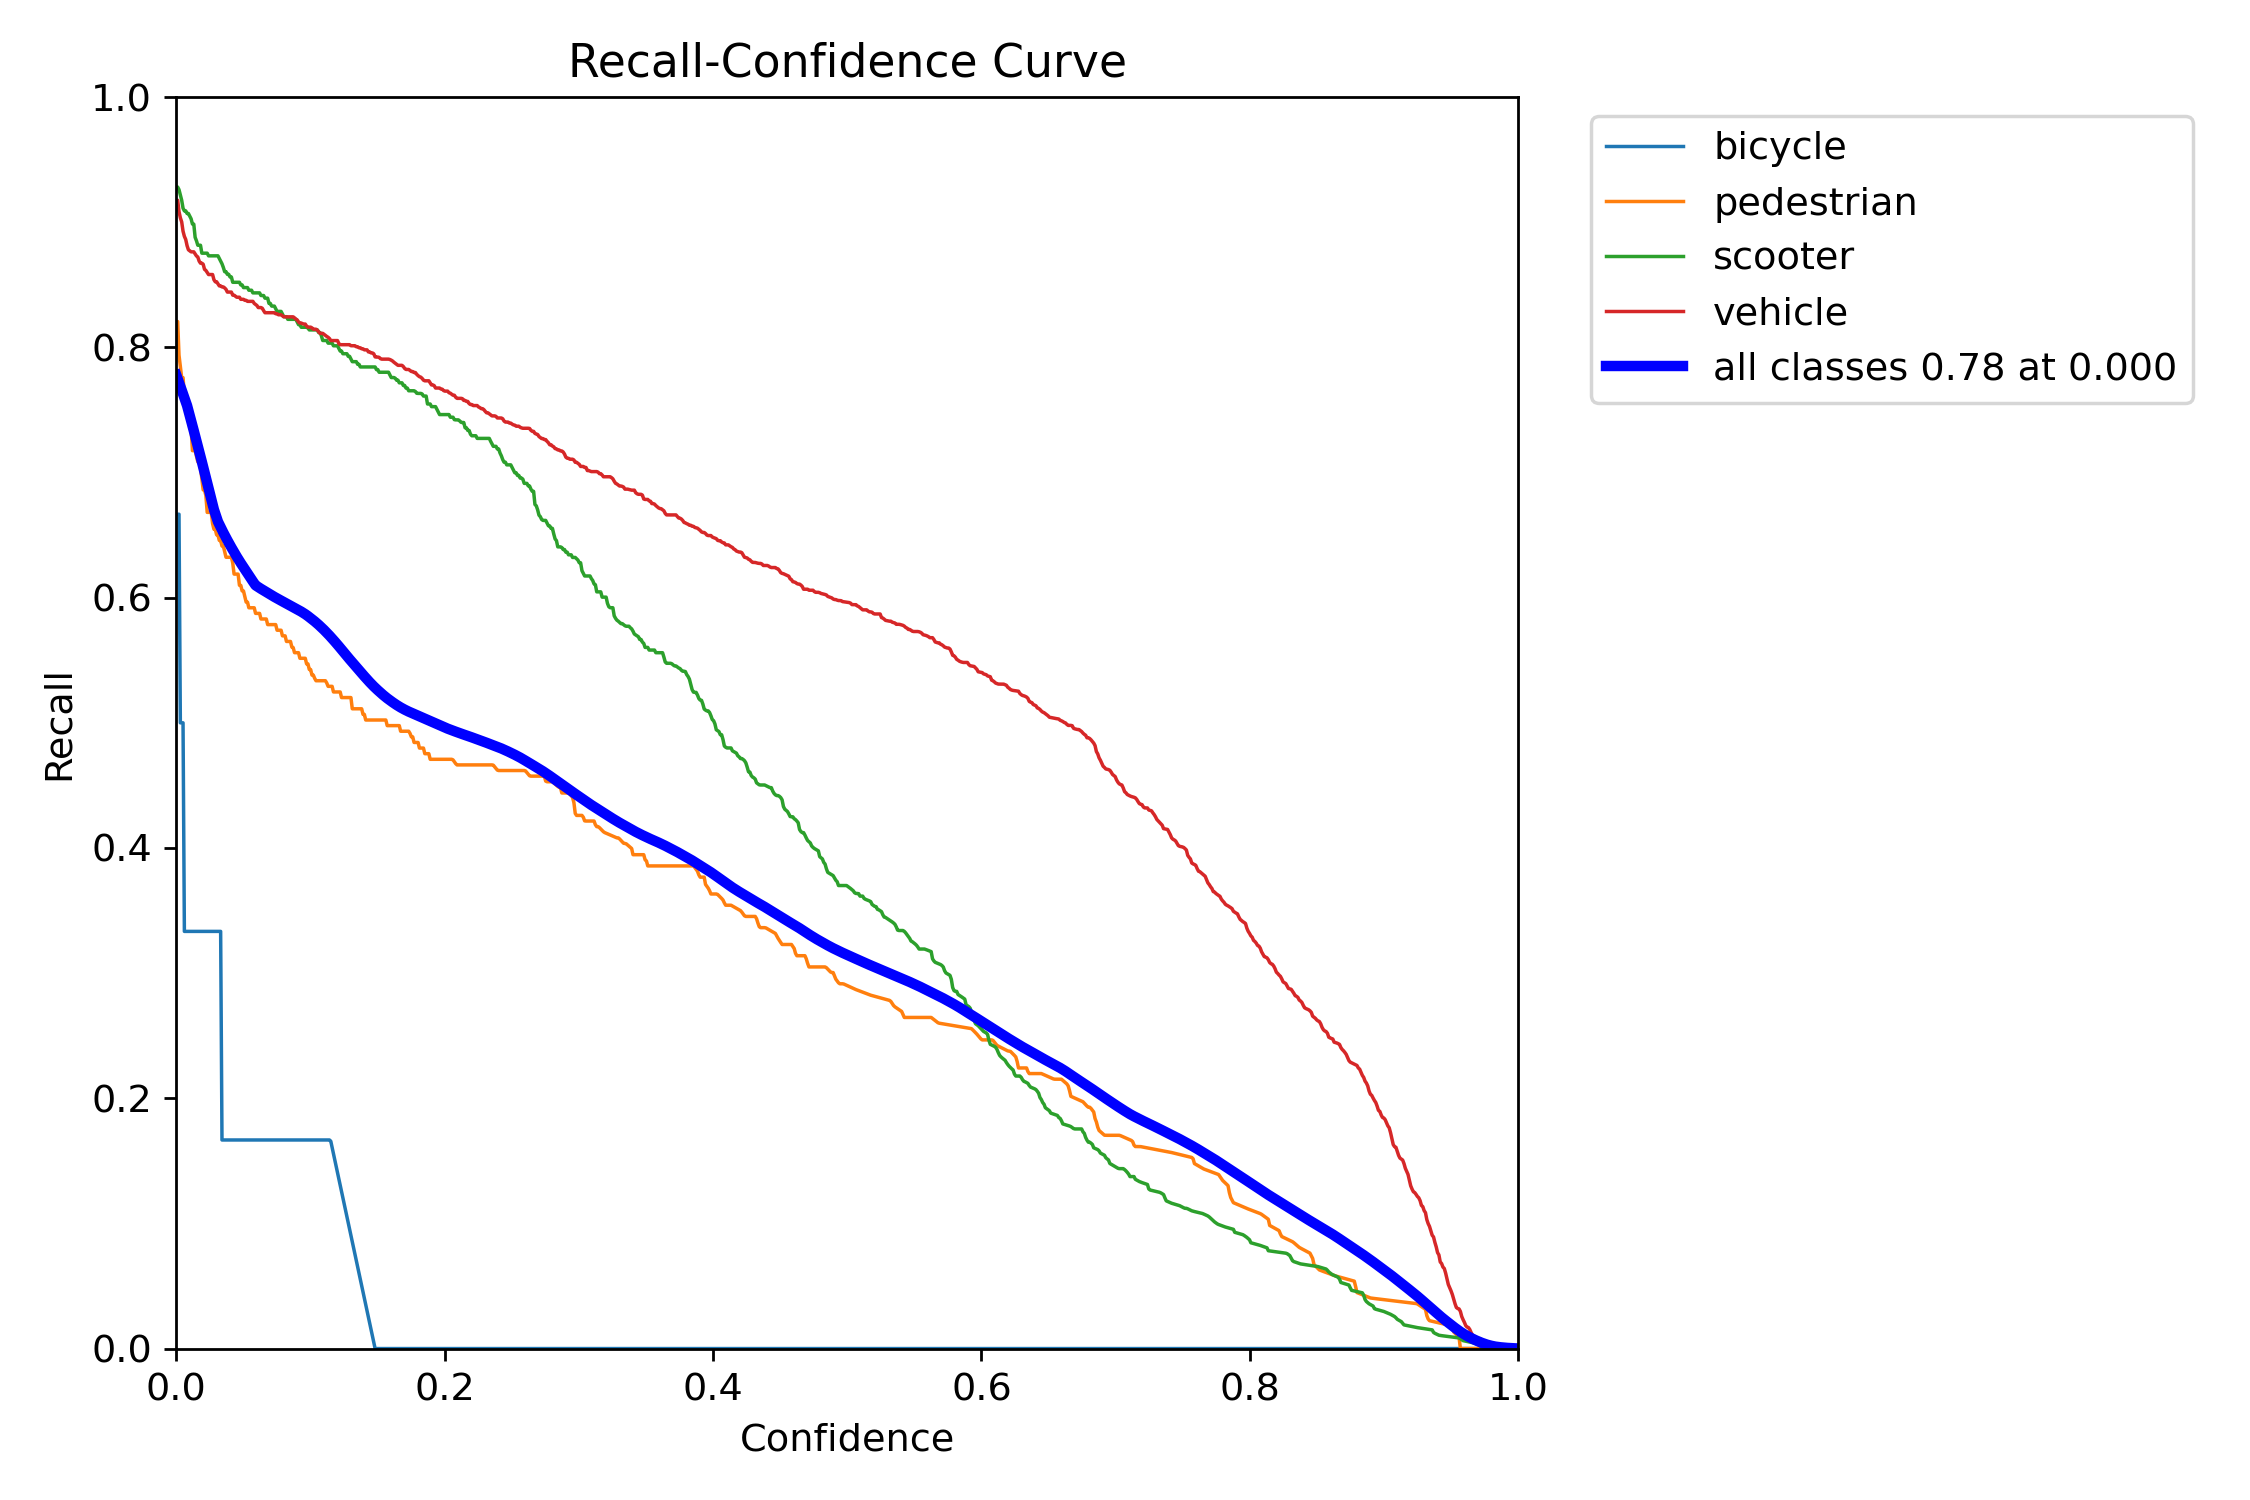 Recall-Confidence Curve
1.0
0.8
0.6
0.4
0.2
0.0
Recall
0.0 0.2 0.4 0.6 0.8 1.0
Confidence
bicycle
pedestrian
scooter
vehicle
all classes 0.78 at 0.000